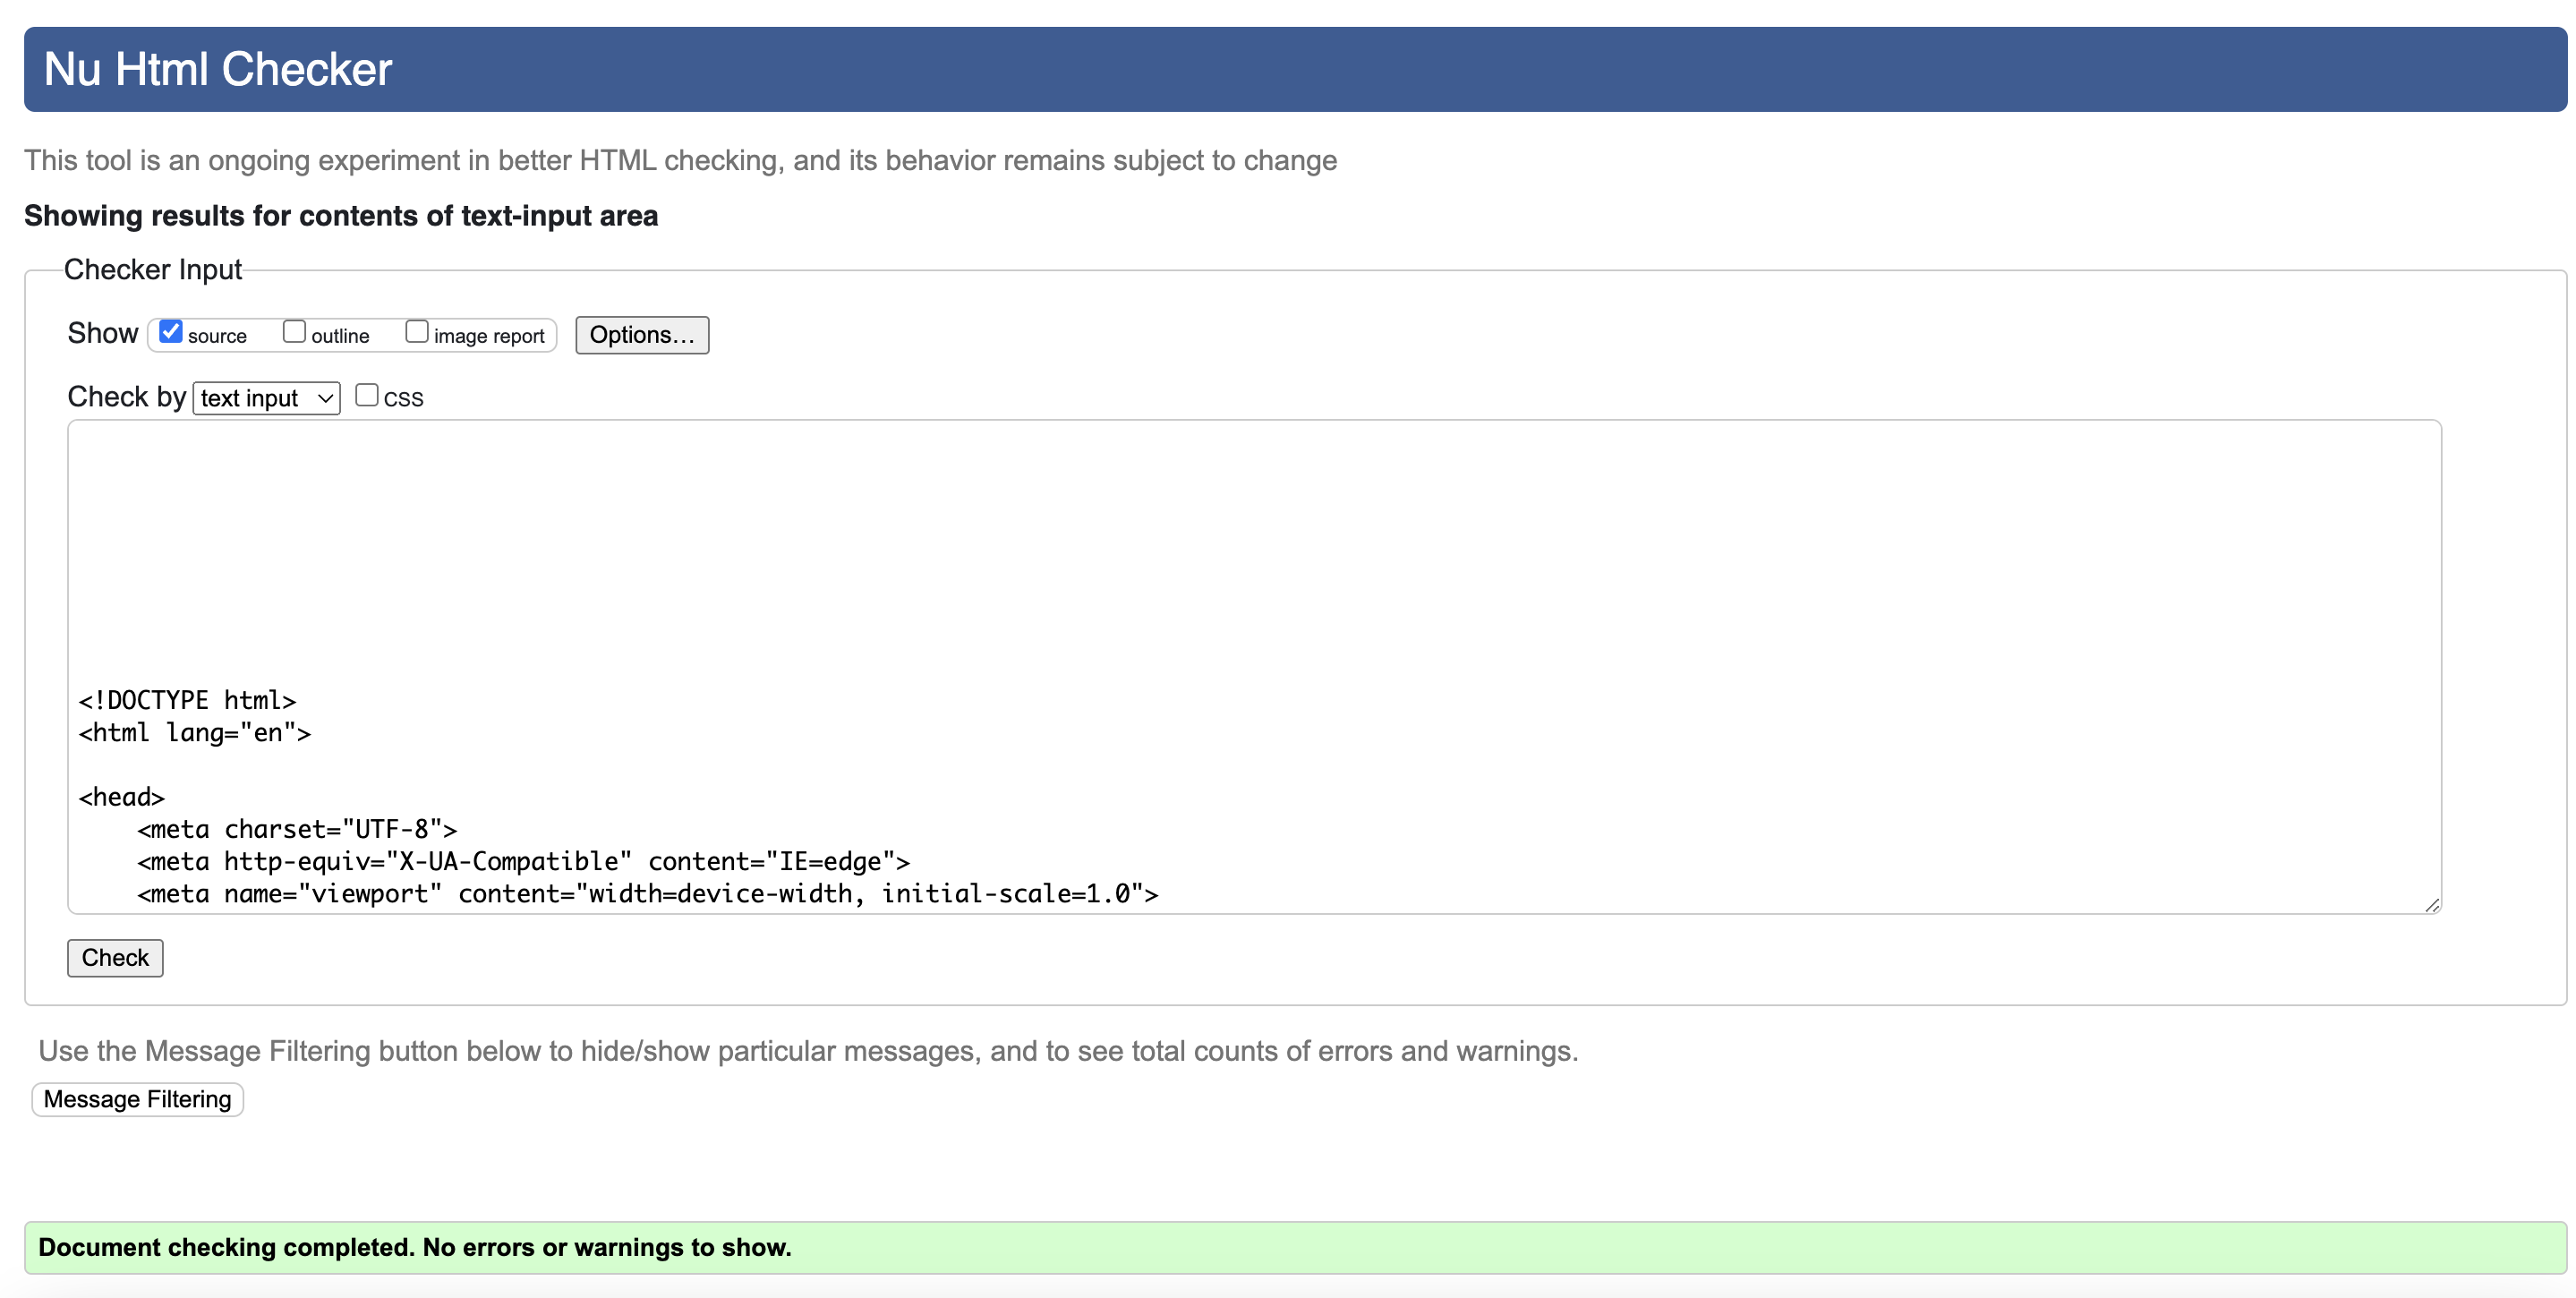 Nu Html Checker
This tool is an ongoing experiment in better HTML checking, and its behavior remains subject to change
Showing results for contents of text-input area
Checker Input
Show source outline image report Options...
Check by text input CSS
<!DOCTYPE html>
<html lang="en">
<head>
    <meta charset="UTF-8">
    <meta http-equiv="X-UA-Compatible" content="IE=edge">
    <meta name="viewport" content="width=device-width, initial-scale=1.0">
Check
Use the Message Filtering button below to hide/show particular messages, and to see total counts of errors and warnings.
Message Filtering
Document checking completed. No errors or warnings to show.